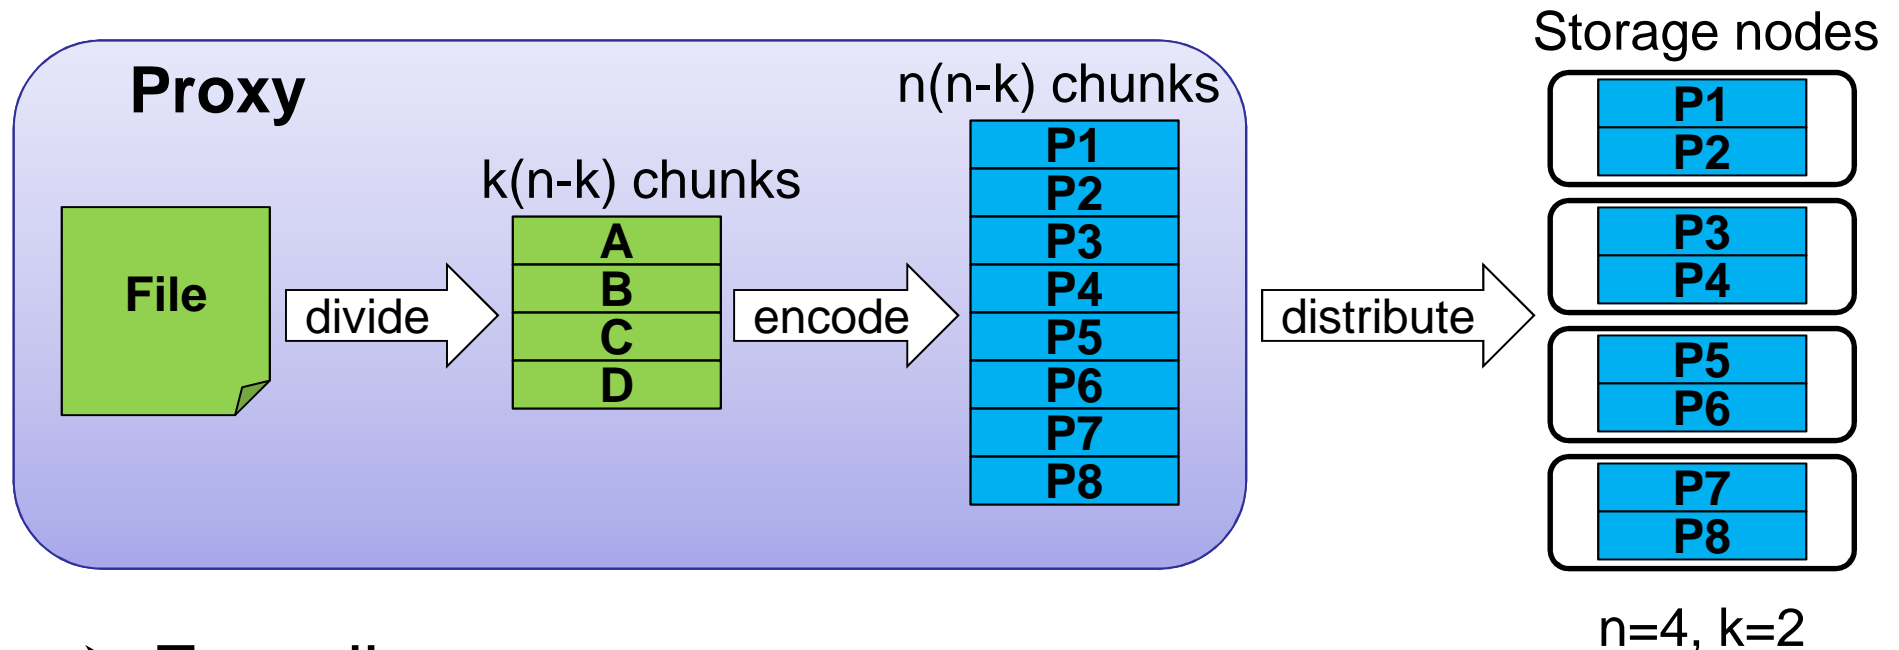 Storage nodes
Proxy
n(n-k) chunks
k(n-k) chunks
File
divide
A
B
C
D
encode
P1
P2
P3
P4
P5
P6
P7
P8
distribute
P1
P2
P3
P4
P5
P6
P7
P8
n=4, k=2